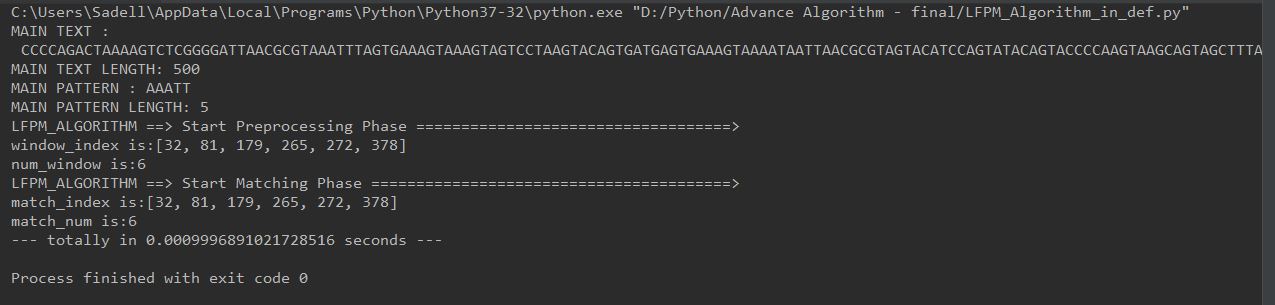 C:\Users\Sadell\AppData\Local\Programs\Python\Python37-32\python.exe "D:/Python/Advance Algorithm - final/LFPM_Algorithm_in_def.py"
MAIN TEXT :
CCCCAGACTAAAAGTCTCGGGGATTAACGCGTAAATTTAGTGAAAGTAAAGTAGTCCTAAGTACAGTGATGAGTGAAAGTAAAATAATTAACGCGTAGTACATCCAGTATACAGTACCCCAAGTAAGCAGTAGCTTTA
MAIN TEXT LENGTH: 500
MAIN PATTERN : AAATT
MAIN PATTERN LENGTH: 5
LFPM_ALGORITHM ==> Start Preprocessing Phase ===================================>
window_index is:[32, 81, 179, 265, 272, 378]
num_window is:6
LFPM_ALGORITHM ==> Start Matching Phase ========================================>
match_index is:[32, 81, 179, 265, 272, 378]
match_num is:6
--- totally in 0.0009996891021728516 seconds ---
Process finished with exit code 0